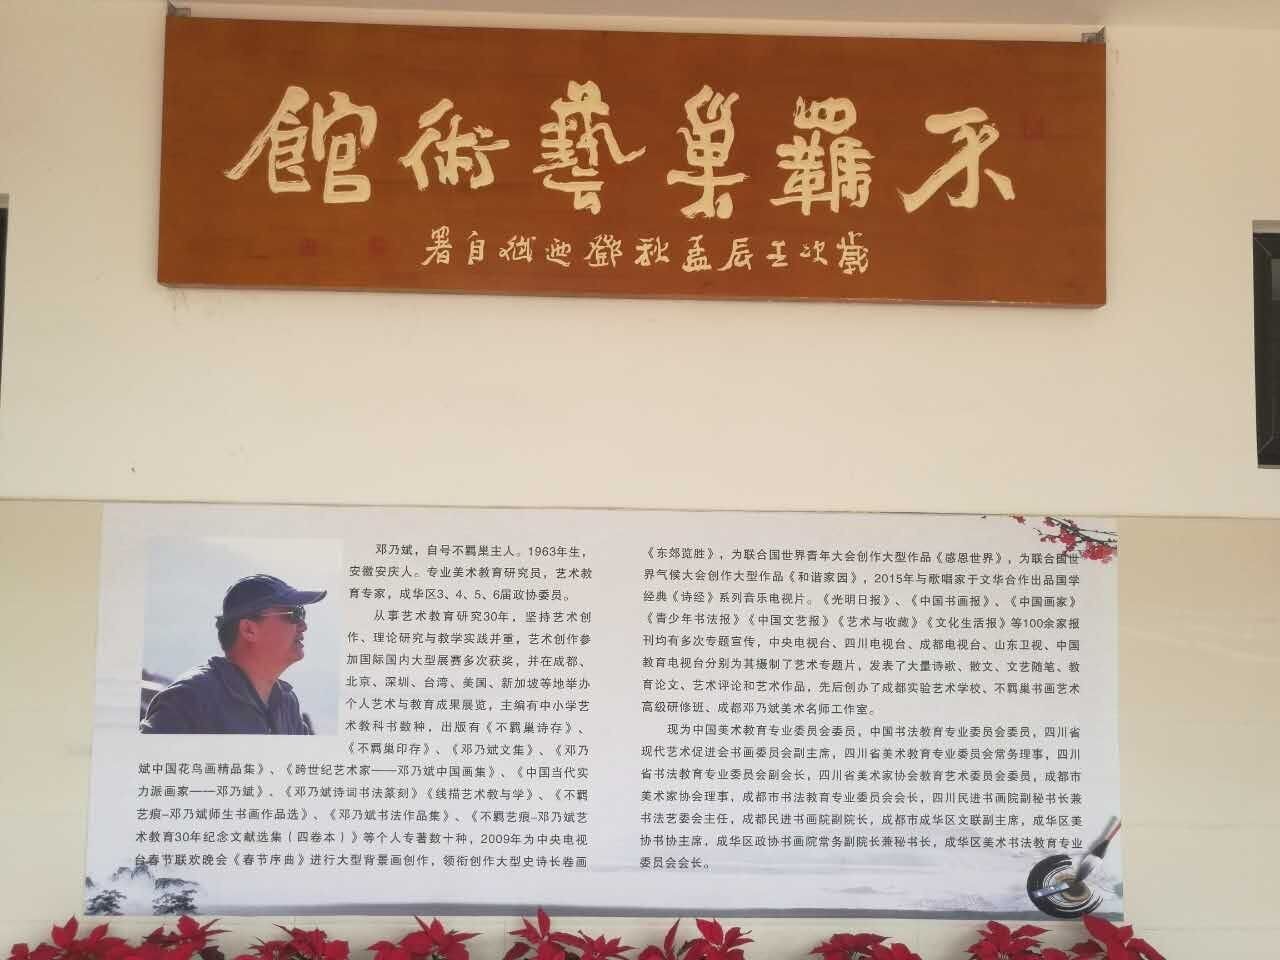 不羈巢藝術館
歲次壬辰孟秋鄧迺斌自署
邓乃斌，自号不羁巢主人。1963年生，
安徽安庆人。专业美术教育研究员，艺术教
育专家，成华区3、4、5、6届政协委员。
从事艺术教育研究30年，坚持艺术创
作、理论研究与教学实践并重，艺术创作参
加国际国内大型展赛多次获奖，并在成都、
北京、深圳、台湾、美国、新加坡等地举办
个人艺术与教育成果展览，主编有中小学艺
术教科书数种，出版有《不羁巢诗存》、
《不羁巢印存》、《邓乃斌文集》、《邓乃
斌中国花鸟画精品集》、《跨世纪艺术家——邓乃斌中国画集》、《中国当代实
力派画家——邓乃斌》、《邓乃斌诗词书法篆刻》《线描艺术教与学》、《不羁
艺痕-邓乃斌师生书画作品选》、《邓乃斌书法作品集》、《不羁艺痕-邓乃斌艺
术教育30年纪念文献选集（四卷本）》等个人专著数十种，2009年为中央电视
台春节联欢晚会《春节序曲》进行大型背景画创作，领衔创作大型史诗长卷画
《东郊览胜》，为联合国世界青年大会创作大型作品《感恩世界》，为联合国世
界气候大会创作大型作品《和谐家园》，2015年与歌唱家于文华合作出品国学
经典《诗经》系列音乐电视片。《光明日报》、《中国书画报》、《中国画家》
《青少年书法报》《中国文艺报》《艺术与收藏》《文化生活报》等100余家报
刊均有多次专题宣传，中央电视台、四川电视台、成都电视台、山东卫视、中国
教育电视台分别为其摄制了艺术专题片，发表了大量诗歌、散文、文艺随笔、教
育论文、艺术评论和艺术作品，先后创办了成都实验艺术学校、不羁巢书画艺术
高级研修班、成都邓乃斌美术名师工作室。
现为中国美术教育专业委员会委员，中国书法教育专业委员会委员，四川省
现代艺术促进会书画委员会副主席，四川省美术教育专业委员会常务理事，四川
省书法教育专业委员会副会长，四川省美术家协会教育艺术委员会委员，成都市
美术家协会理事，成都市书法教育专业委员会会长，四川民进书画院副秘书长兼
书法艺委会主任，成都民进书画院副院长，成都市成华区文联副主席，成华区美
协书协主席，成华区政协书画院常务副院长兼秘书长，成华区美术书法教育专业
委员会会长。